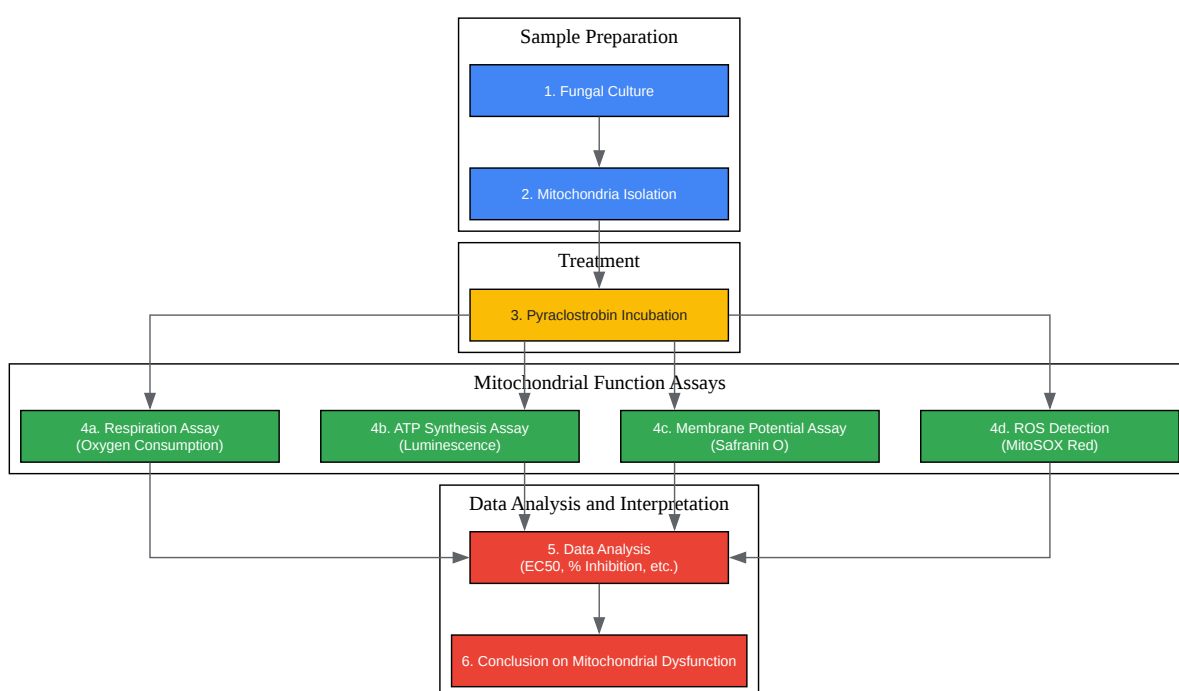 Sample Preparation
1. Fungal Culture
2. Mitochondria Isolation
Treatment
3. Pyraclostrobin Incubation
Mitochondrial Function Assays
4a. Respiration Assay
(Oxygen Consumption)
4b. ATP Synthesis Assay
(Luminescence)
4c. Membrane Potential Assay
(Safranin O)
4d. ROS Detection
(MitoSOX Red)
Data Analysis and Interpretation
5. Data Analysis
(EC50, % Inhibition, etc.)
6. Conclusion on Mitochondrial Dysfunction